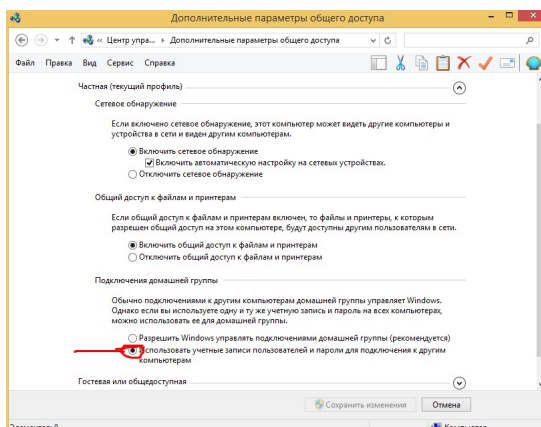 Дополнительные параметры общего доступа
« Центр упра... Дополнительные параметры общего доступа
Файл Правка Вид Сервис Справка
Частная (текущий профиль)
Сетевое обнаружение
Если включено сетевое обнаружение, этот компьютер может видеть другие компьютеры и
устройства в сети и виден другим компьютерам.
Включить сетевое обнаружение
Включить автоматическую настройку на сетевых устройствах.
Отключить сетевое обнаружение
Общий доступ к файлам и принтерам
Если общий доступ к файлам и принтерам включен, то файлы и принтеры, к которым
разрешен общий доступ на этом компьютере, будут доступны другим пользователям в сети.
Включить общий доступ к файлам и принтерам
Отключить общий доступ к файлам и принтерам
Подключения домашней группы
Обычно подключениями к другим компьютерам домашней группы управляет Windows.
Однако если вы используете одну и ту же учетную запись и пароль на всех компьютерах,
можно использовать ее для домашней группы.
Разрешить Windows управлять подключениями домашней группы (рекомендуется)
Использовать учетные записи пользователей и пароли для подключения к другим
компьютерам
Гостевая или общедоступная
Сохранить изменения Отмена